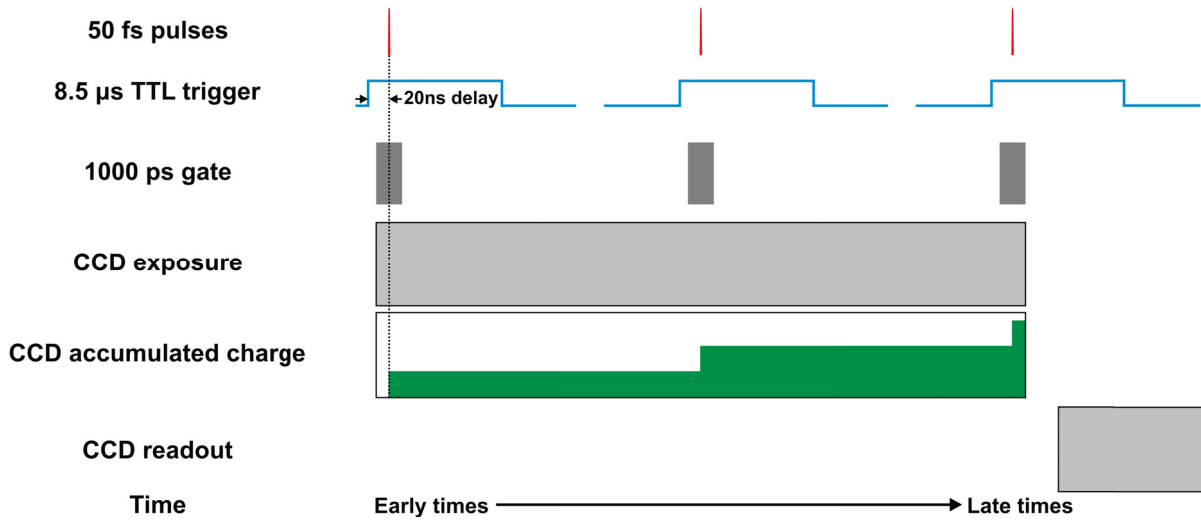 50 fs pulses
8.5 µs TTL trigger
20ns delay
1000 ps gate
CCD exposure
CCD accumulated charge
CCD readout
Time
Early times
Late times